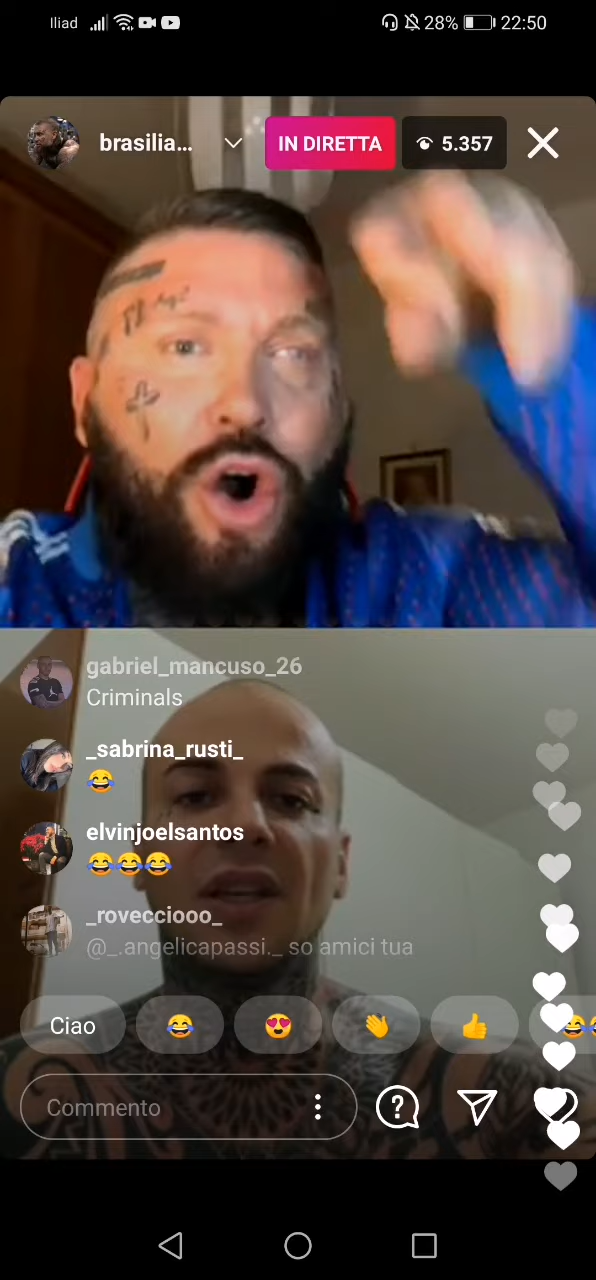 Iliad
28% 22:50
brasilia...
IN DIRETTA
5.357
gabriel_mancuso_26
Criminals
_sabrina_rusti_
😂
elvinjoelsantos
😂😂😂
_rovecciooo_
@_.angelicapassi._ so amici tua
Ciao 😂 😍 👋 👍 😂
Commento